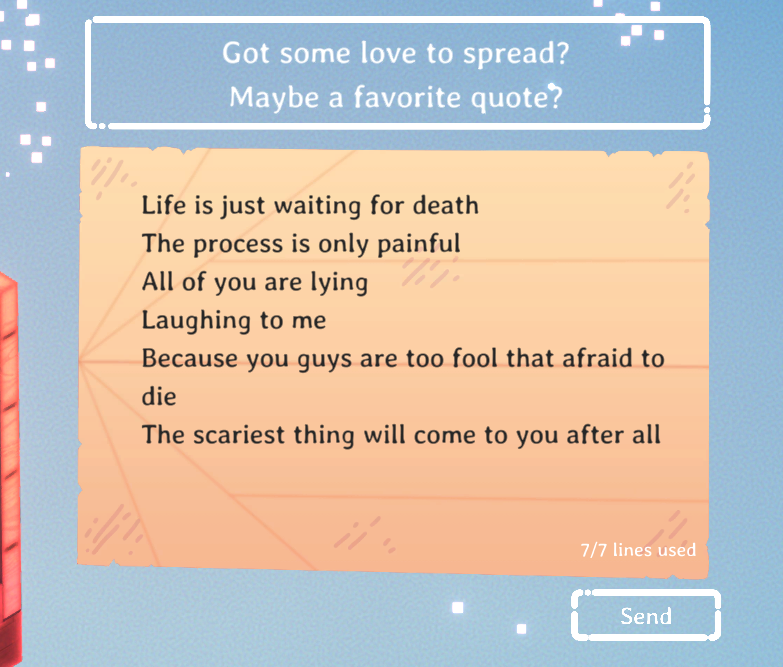 Got some love to spread?
Maybe a favorite quote?
Life is just waiting for death
The process is only painful
All of you are lying
Laughing to me
Because you guys are too fool that afraid to
die
The scariest thing will come to you after all
7/7 lines used
Send